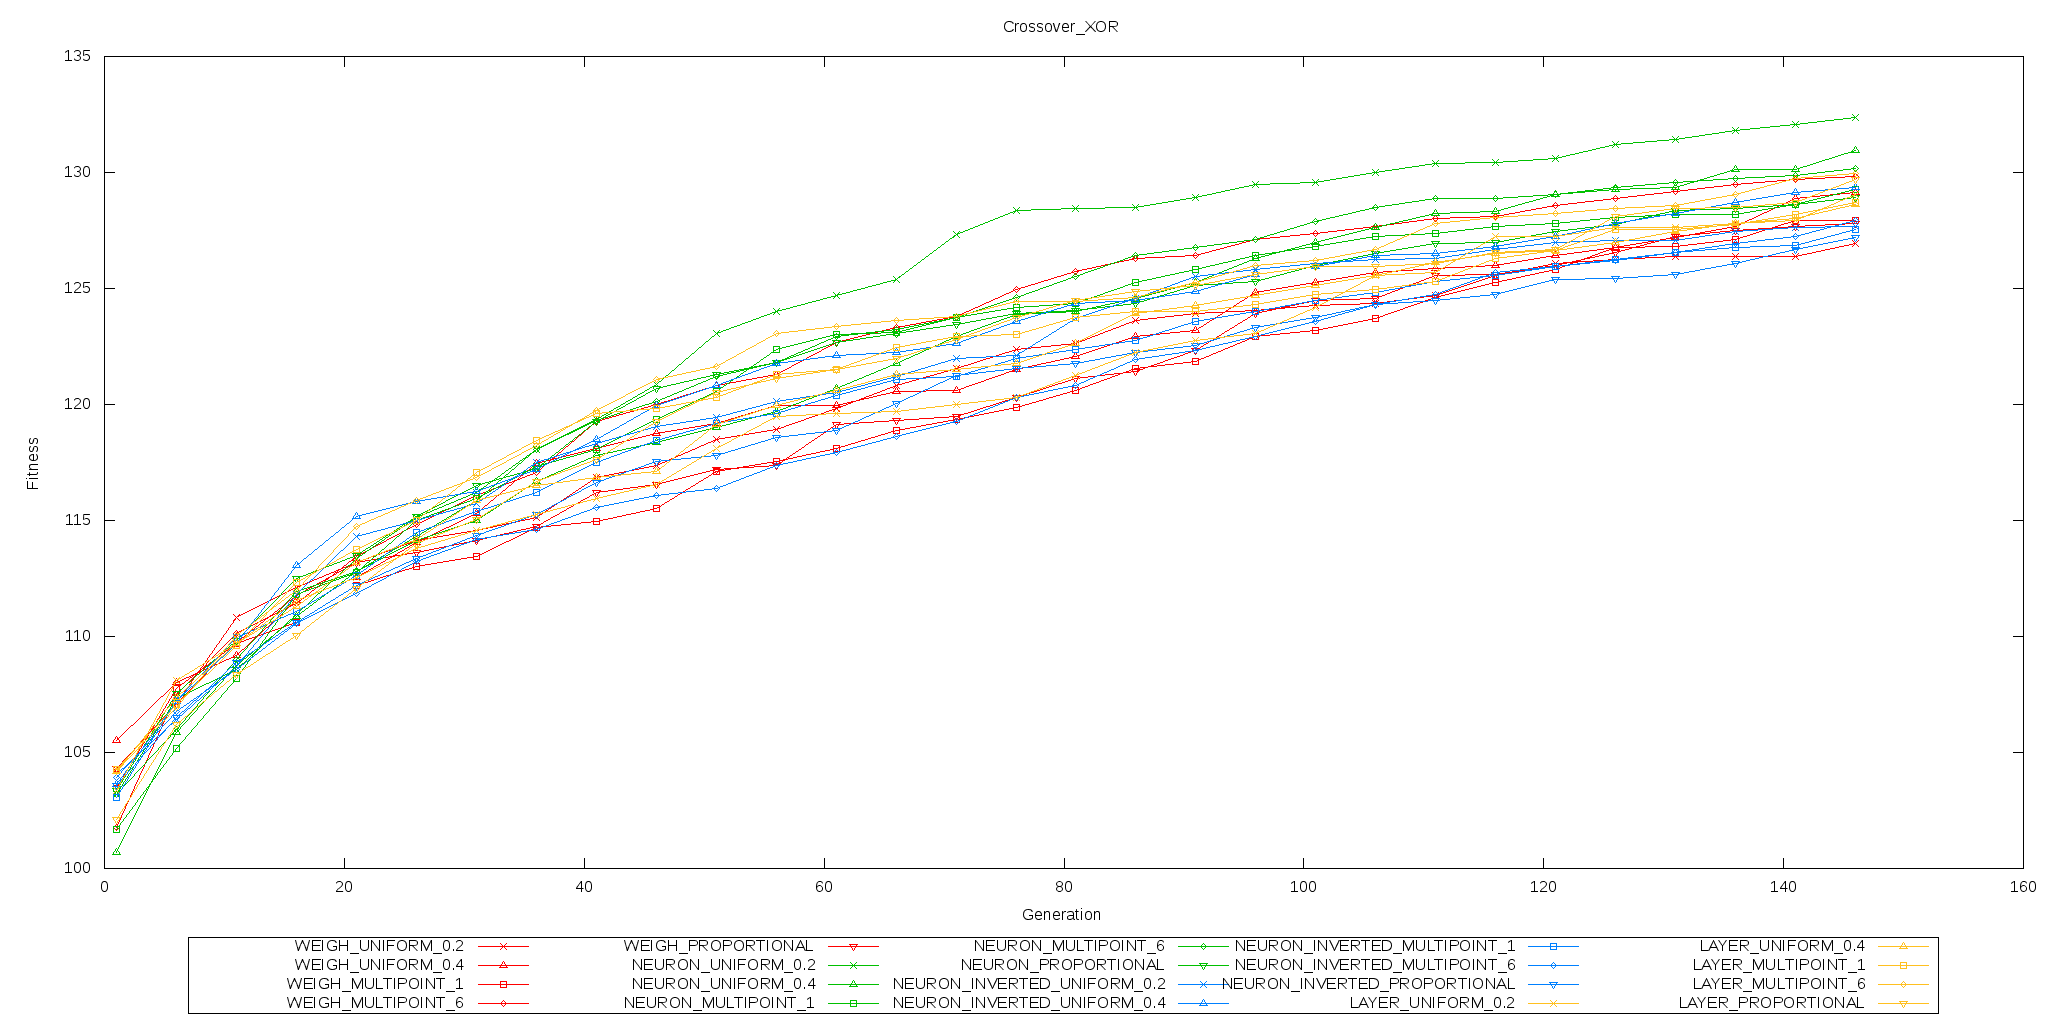 Crossover_XOR
135
130
125
120
115
110
105
100
Fitness
0 20 40 60 80 100 120 140 160
Generation
WEIGH_UNIFORM_0.2 WEIGH_PROPORTIONAL NEURON_MULTIPOINT_6 NEURON_INVERTED_MULTIPOINT_1 LAYER_UNIFORM_0.4
WEIGH_UNIFORM_0.4 NEURON_UNIFORM_0.2 NEURON_PROPORTIONAL NEURON_INVERTED_MULTIPOINT_6 LAYER_MULTIPOINT_1
WEIGH_MULTIPOINT_1 NEURON_UNIFORM_0.4 NEURON_INVERTED_UNIFORM_0.2 NEURON_INVERTED_PROPORTIONAL LAYER_MULTIPOINT_6
WEIGH_MULTIPOINT_6 NEURON_MULTIPOINT_1 NEURON_INVERTED_UNIFORM_0.4 LAYER_UNIFORM_0.2 LAYER_PROPORTIONAL